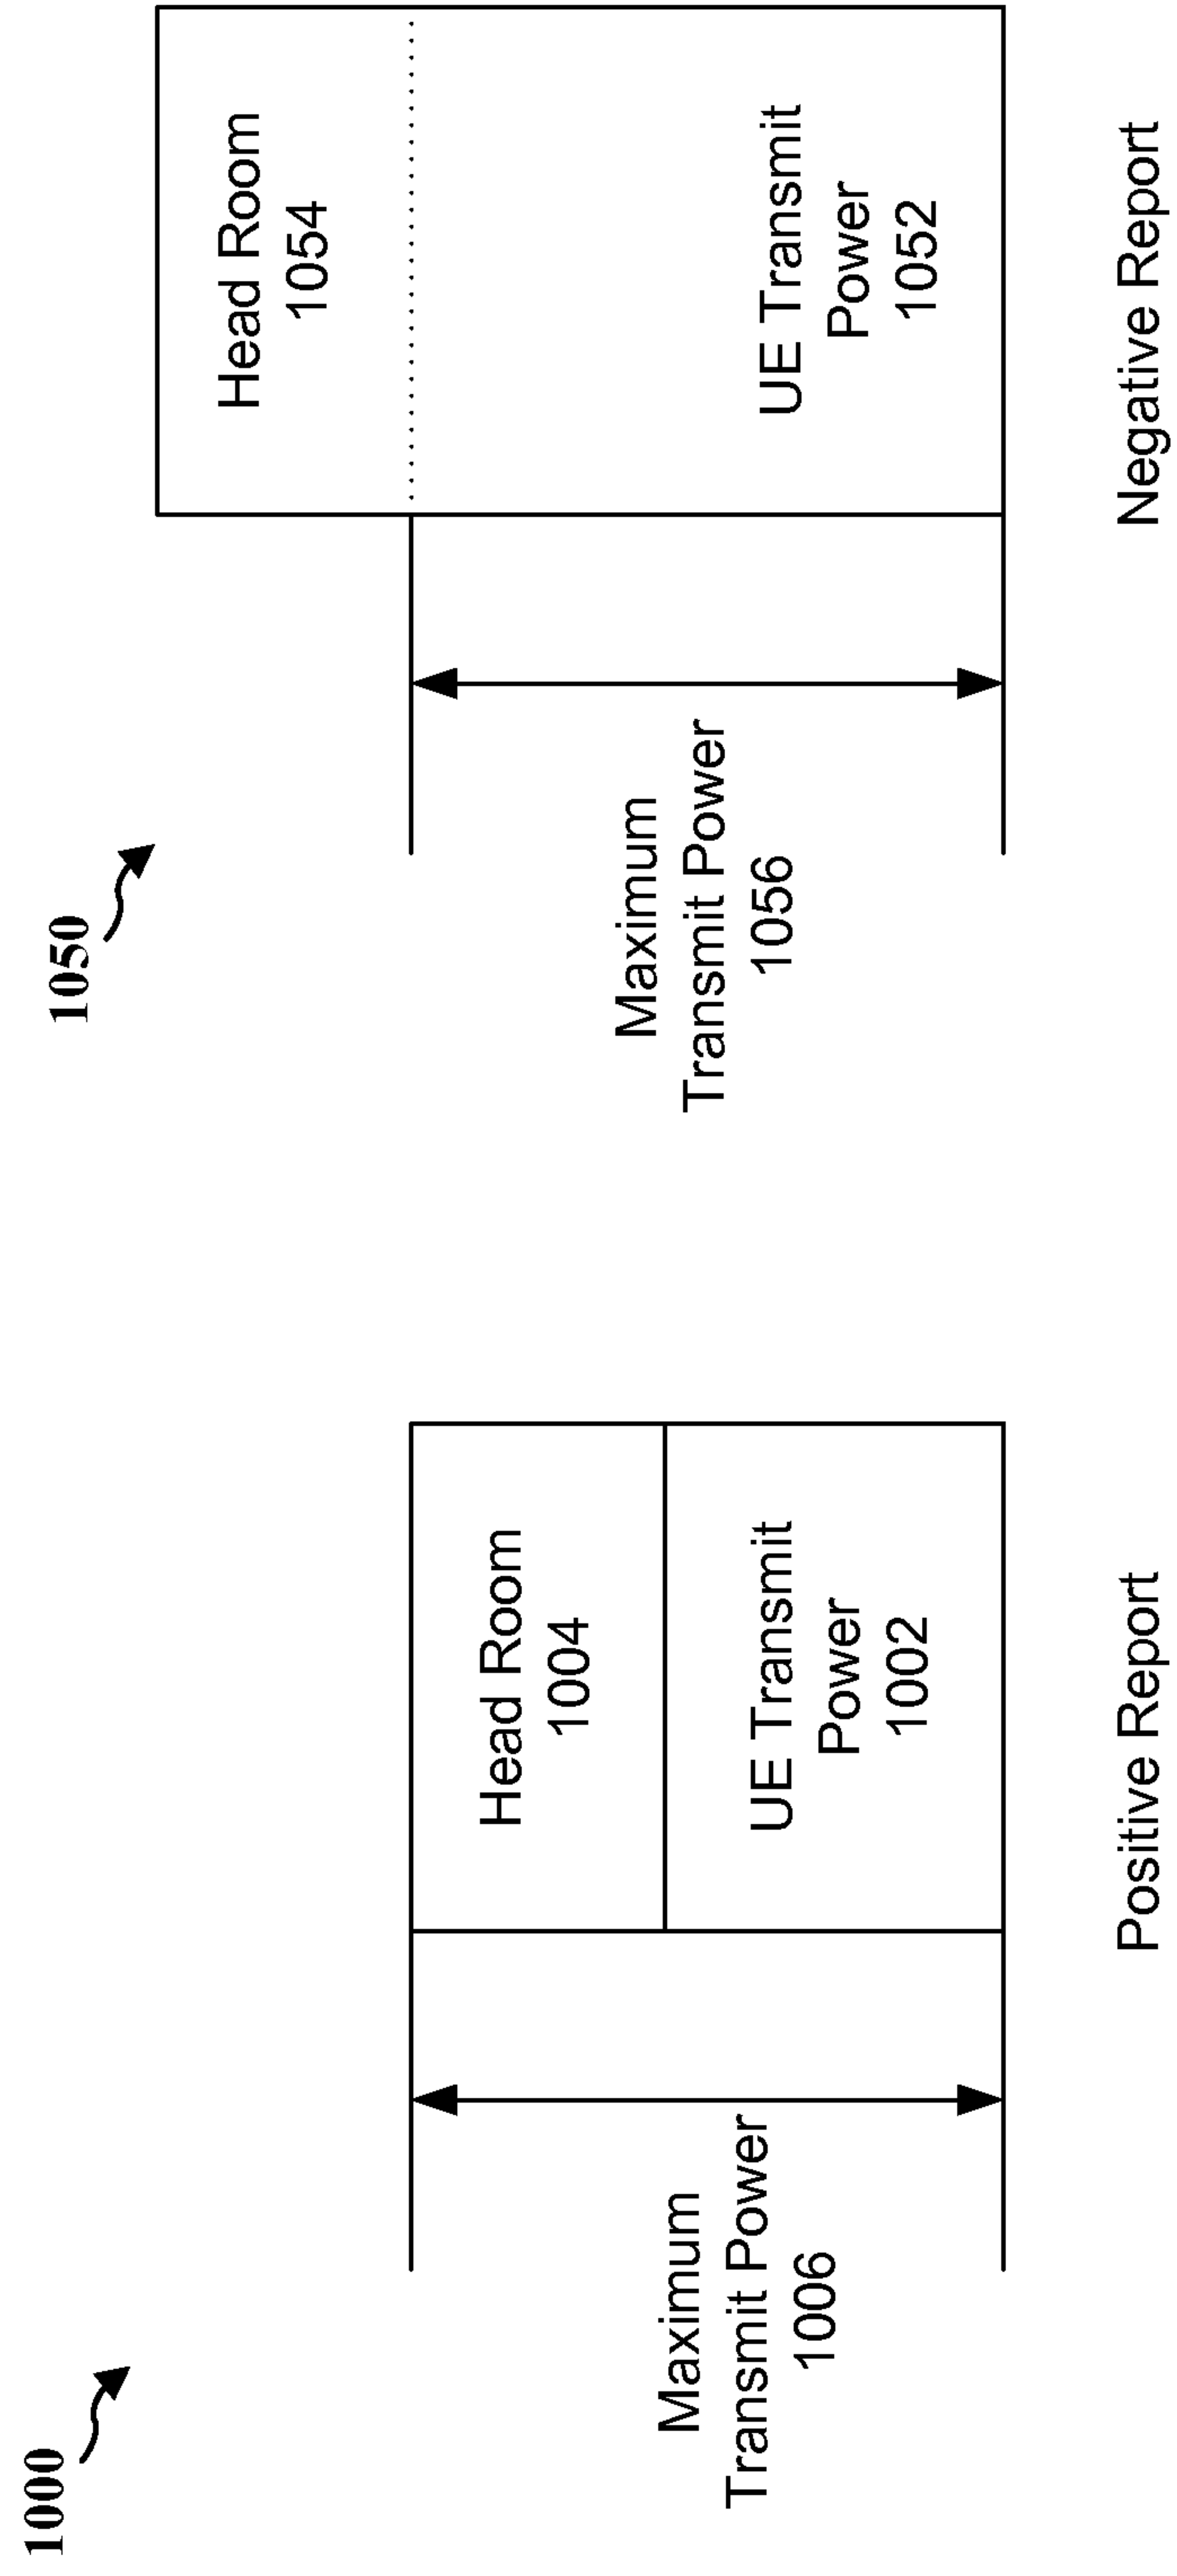 1000
Maximum
Transmit Power
1006
Head Room
1004
UE Transmit
Power
1002
Positive Report
1050
Maximum
Transmit Power
1056
Head Room
1054
UE Transmit
Power
1052
Negative Report